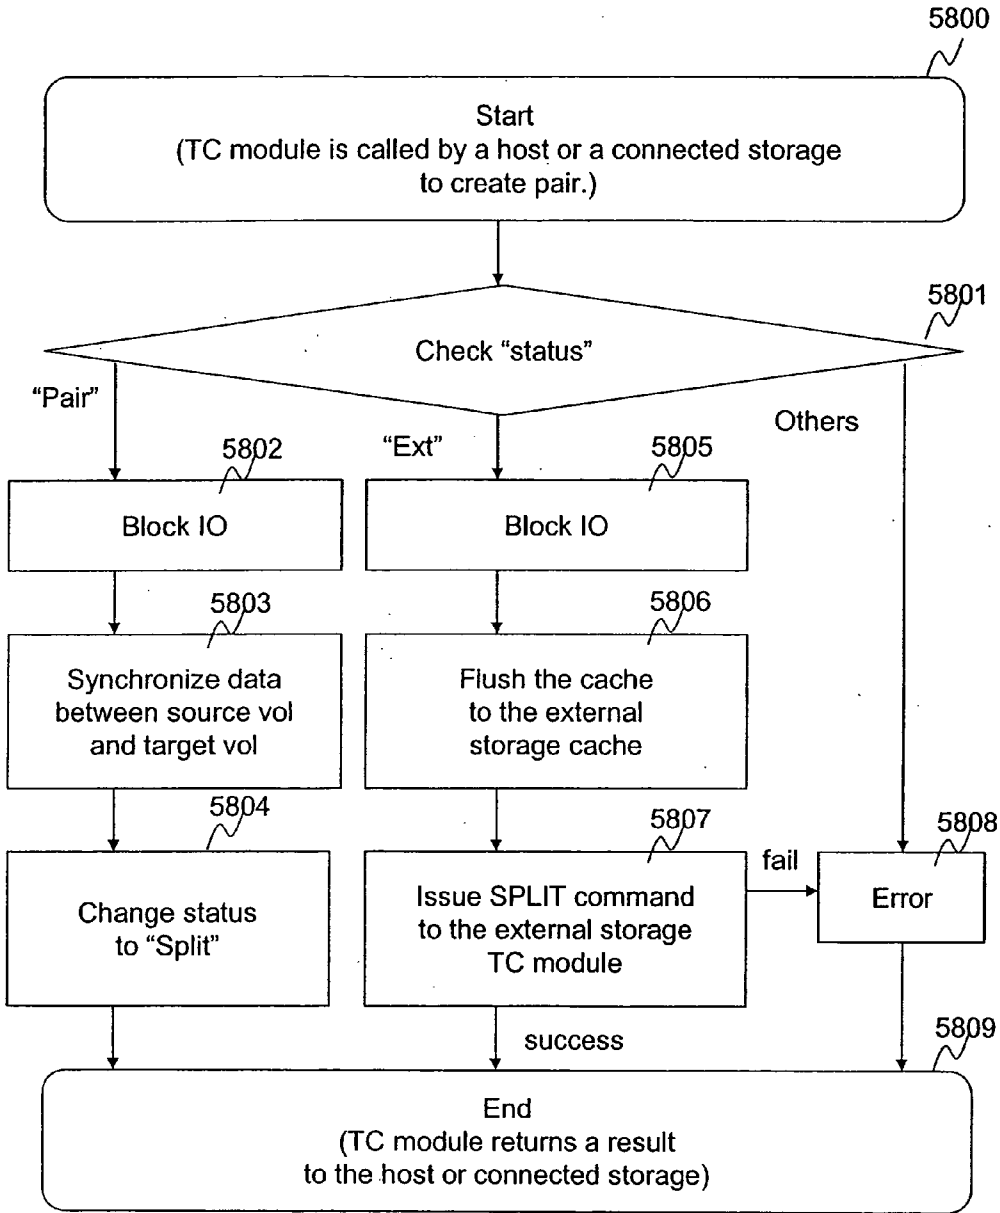 5800
Start
(TC module is called by a host or a connected storage
to create pair.)
5801
Check “status”
“Pair”
“Ext”
Others
5802
Block IO
5805
Block IO
5803
Synchronize data
between source vol
and target vol
5806
Flush the cache
to the external
storage cache
5804
Change status
to “Split”
5807
Issue SPLIT command
to the external storage
TC module
fail
5808
Error
success
5809
End
(TC module returns a result
to the host or connected storage)